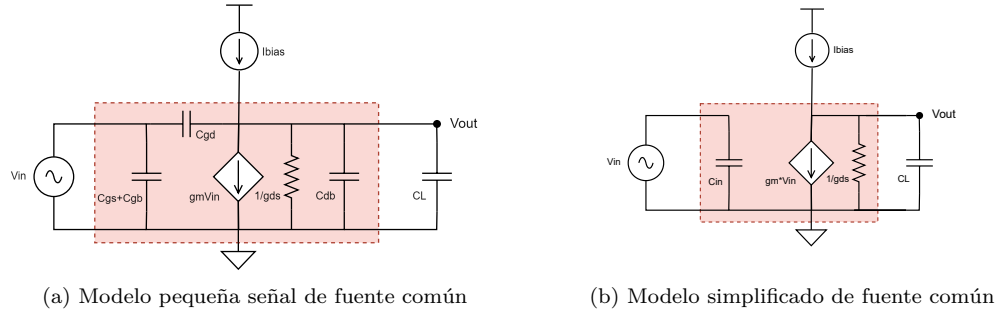 Ibias
Vout
Cgd
Vin
Cgs+Cgb
gmVin
1/gds
Cdb
CL
(a) Modelo pequeña señal de fuente común
Ibias
Vout
Vin
Cin
gm*Vin
1/gds
CL
(b) Modelo simplificado de fuente común